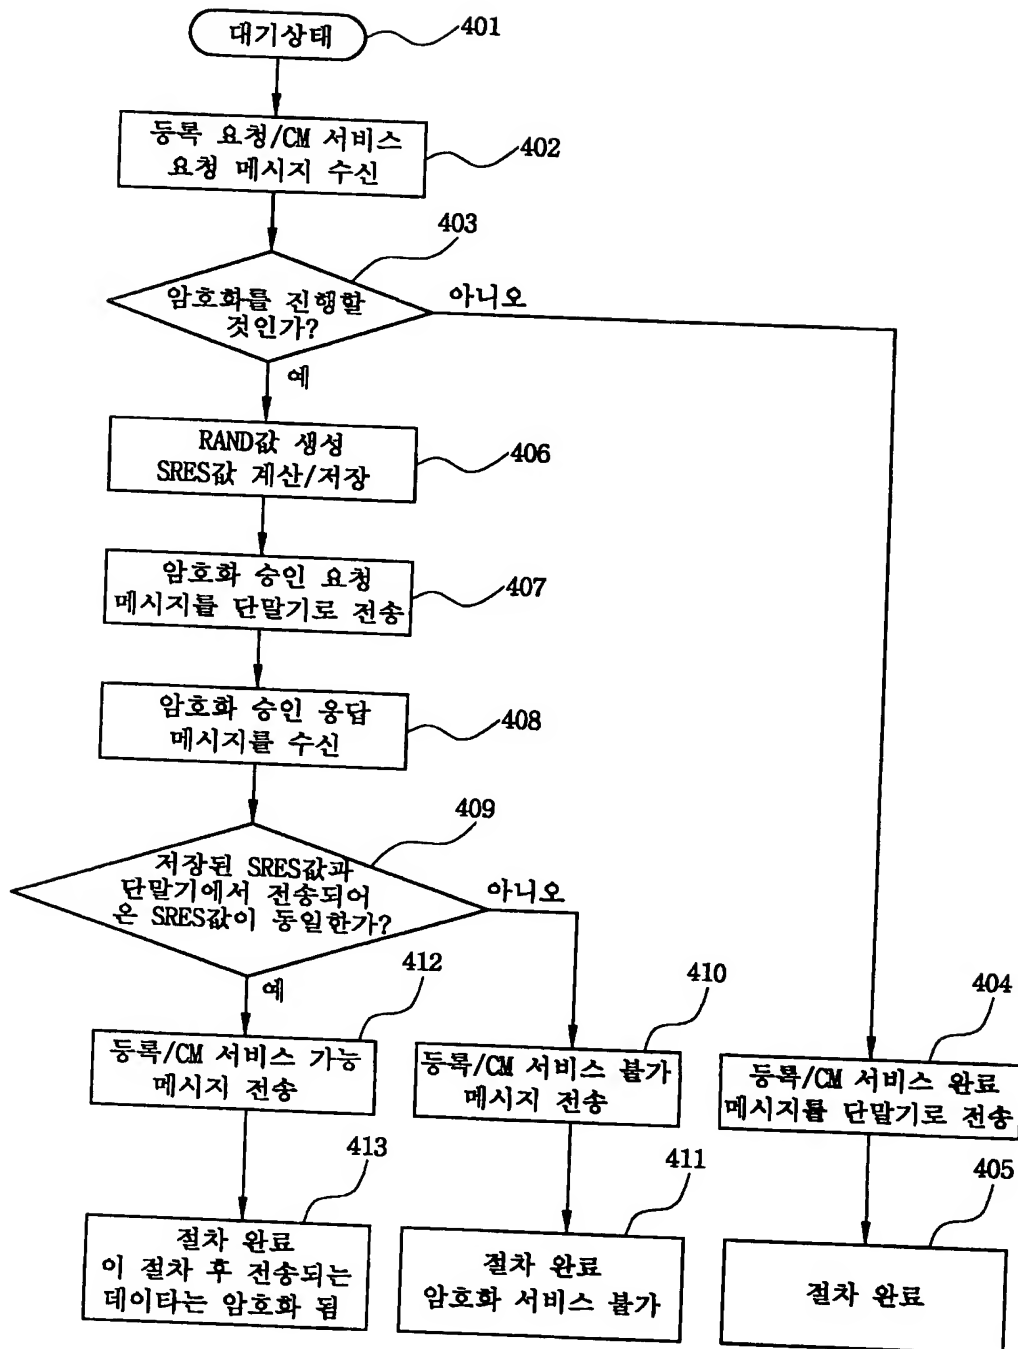 대기상태
401
등록 요청/CM 서비스
요청 메시지 수신
402
403
암호화를 진행할
것인가?
아니오
예
RAND값 생성
SRES값 계산/저장
406
암호화 승인 요청
메시지를 단말기로 전송
407
암호화 승인 응답
메시지를 수신
408
409
저장된 SRES값과
단말기에서 전송되어
온 SRES값이 동일한가?
아니오
예
412
등록/CM 서비스 가능
메시지 전송
410
등록/CM 서비스 불가
메시지 전송
404
등록/CM 서비스 완료
메시지를 단말기로 전송
413
절차 완료
이 절차 후 전송되는
데이타는 암호화 됨
411
절차 완료
암호화 서비스 불가
405
절차 완료